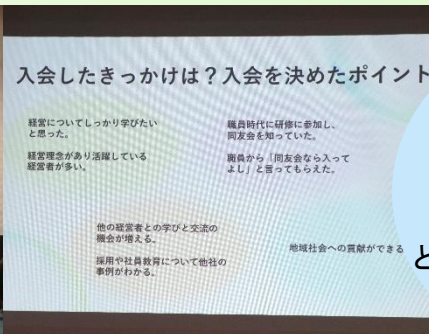 入会したきっかけは？入会を決めたポイント
経営についてしっかり学びたい
と思った。
経営理念があり活躍している
経営者が多い。
職員時代に研修に参加し、
同友会を知っていた。
職員から「同友会なら入って
よし」と言ってもらえた。
他の経営者との学びと交流の
機会が増える。
採用や社員教育について他社の
事例がわかる。
地域社会への貢献ができる
と